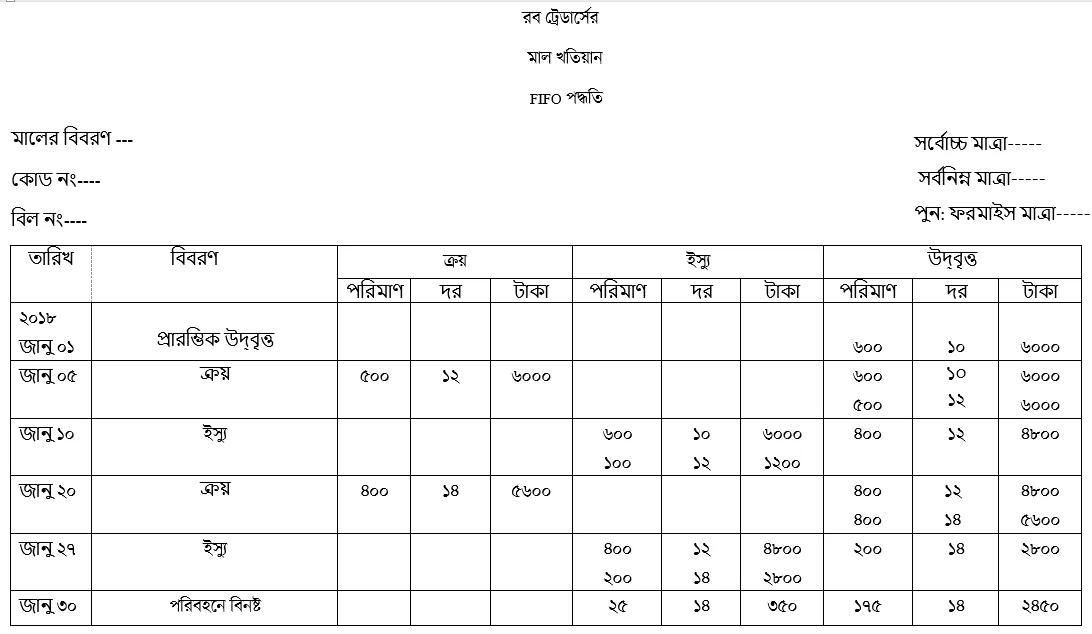 রব ট্রেডার্সের
মাল খতিয়ান
FIFO পদ্ধতি
মালের বিবরণ ---
সর্বোচ্চ মাত্রা-----
কোড নং----
সর্বনিম্ন মাত্রা-----
বিল নং----
পুন: ফরমাইস মাত্রা-----
তারিখ বিবরণ ক্রয় ইস্যু উদ্‌বৃত্ত
পরিমাণ দর টাকা পরিমাণ দর টাকা পরিমাণ দর টাকা
২০১৮
জানু ০১ প্রারম্ভিক উদ্‌বৃত্ত ৬০০ ১০ ৬০০০
জানু ০৫ ক্রয় ৫০০ ১২ ৬০০০ ৬০০ ১০ ৬০০০
৫০০ ১২ ৬০০০
জানু ১০ ইস্যু ৬০০ ১০ ৬০০০ ৪০০ ১২ ৪৮০০
১০০ ১২ ১২০০
জানু ২০ ক্রয় ৪০০ ১৪ ৫৬০০ ৪০০ ১২ ৪৮০০
৪০০ ১৪ ৫৬০০
জানু ২৭ ইস্যু ৪০০ ১২ ৪৮০০ ২০০ ১৪ ২৮০০
২০০ ১৪ ২৮০০
জানু ৩০ পরিবহনে বিনষ্ট ২৫ ১৪ ৩৫০ ১৭৫ ১৪ ২৪৫০